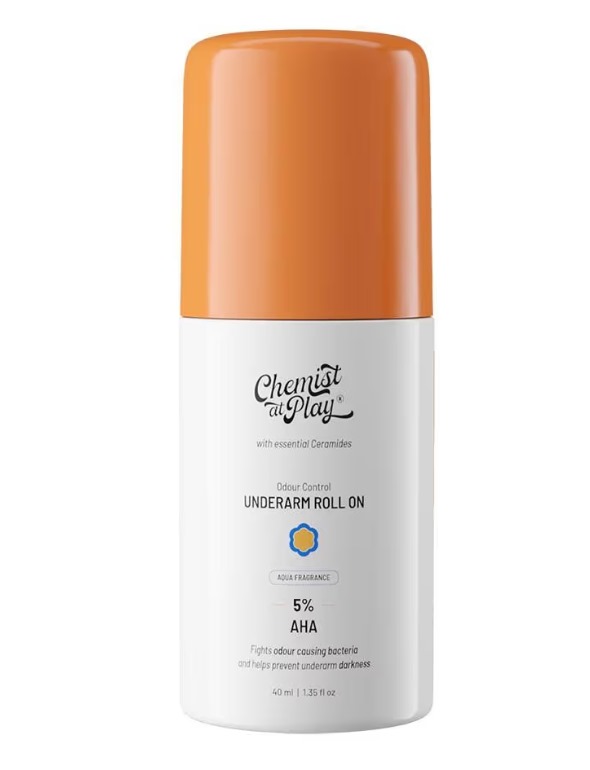 Chemist
at Play®
with essential Ceramides
Odour Control
UNDERARM ROLL ON
AQUA FRAGRANCE
5%
AHA
Fights odour causing bacteria
and helps prevent underarm darkness
40 ml | 1.35 fl oz